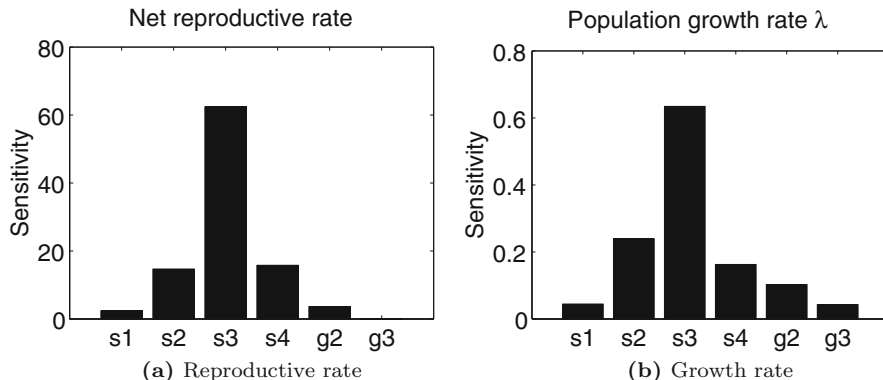 Net reproductive rate
80
60
40
20
0
Sensitivity
s1 s2 s3 s4 g2 g3
(a) Reproductive rate
Population growth rate λ
0.8
0.6
0.4
0.2
0
Sensitivity
s1 s2 s3 s4 g2 g3
(b) Growth rate